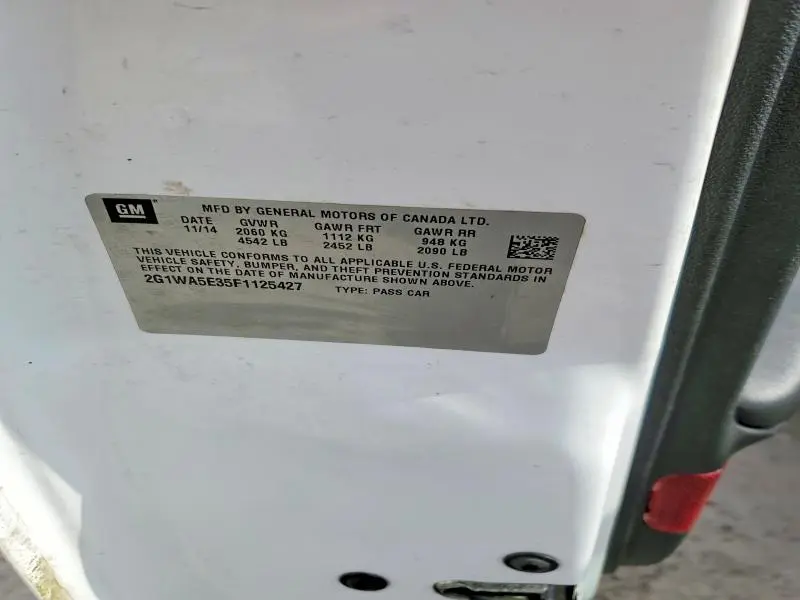 GM
MFD BY GENERAL MOTORS OF CANADA LTD.
DATE GVWR GAWR FRT GAWR RR
11/14 2060 KG 1112 KG 948 KG
4542 LB 2452 LB 2090 LB
THIS VEHICLE CONFORMS TO ALL APPLICABLE U.S. FEDERAL MOTOR
VEHICLE SAFETY, BUMPER, AND THEFT PREVENTION STANDARDS IN
EFFECT ON THE DATE OF MANUFACTURE SHOWN ABOVE.
2G1WA5E35F1125427 TYPE: PASS CAR